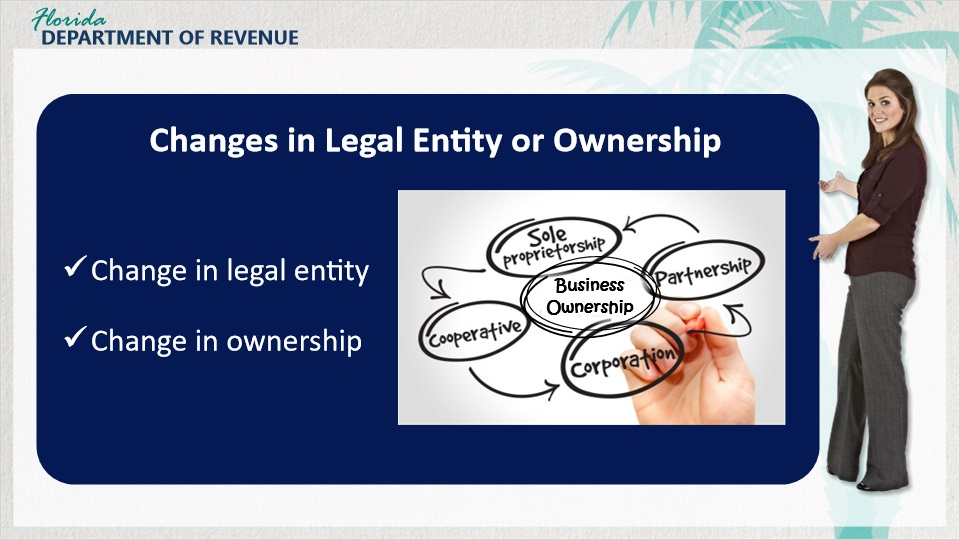 Florida
DEPARTMENT OF REVENUE
Changes in Legal Entity or Ownership
✓ Change in legal entity
✓ Change in ownership
Sole
proprietorship
Partnership
Business
Ownership
Cooperative
Corporation